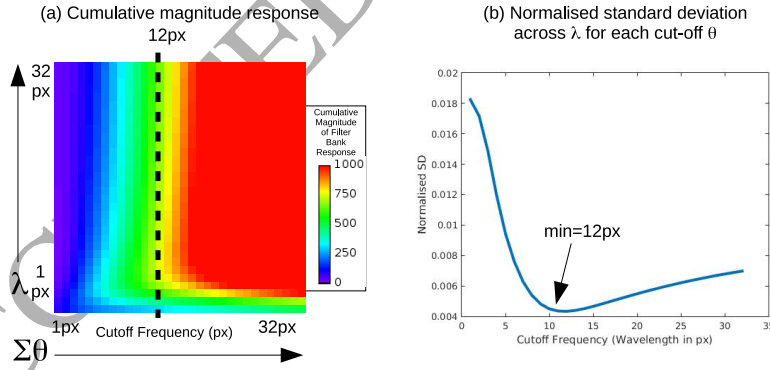 (a) Cumulative magnitude response
12px
32
px
λ
1
px
1px
Cutoff Frequency (px)
32px
Σθ
Cumulative
Magnitude
of Filter
Bank
Response
1000
750
500
250
0
(b) Normalised standard deviation
across λ for each cut-off θ
0.02
0.018
0.016
0.014
0.012
0.01
0.008
0.006
0.004
Normalised SD
min=12px
0
5
10
15
20
25
30
35
Cutoff Frequency (Wavelength in px)